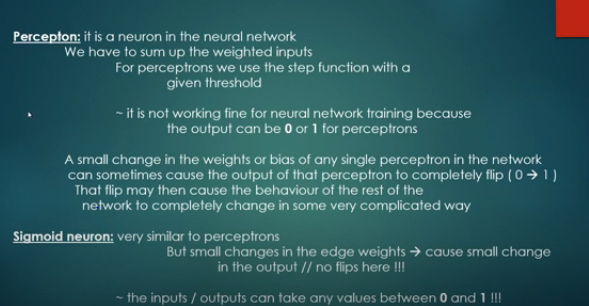 Percepton: it is a neuron in the neural network
We have to sum up the weighted inputs
For perceptrons we use the step function with a
given threshold
~ it is not working fine for neural network training because
the output can be 0 or 1 for perceptrons
A small change in the weights or bias of any single perceptron in the network
can sometimes cause the output of that perceptron to completely flip ( 0 → 1 )
That flip may then cause the behaviour of the rest of the
network to completely change in some very complicated way
Sigmoid neuron: very similar to perceptrons
But small changes in the edge weights → cause small change
in the output // no flips here !!!
~ the inputs / outputs can take any values between 0 and 1 !!!